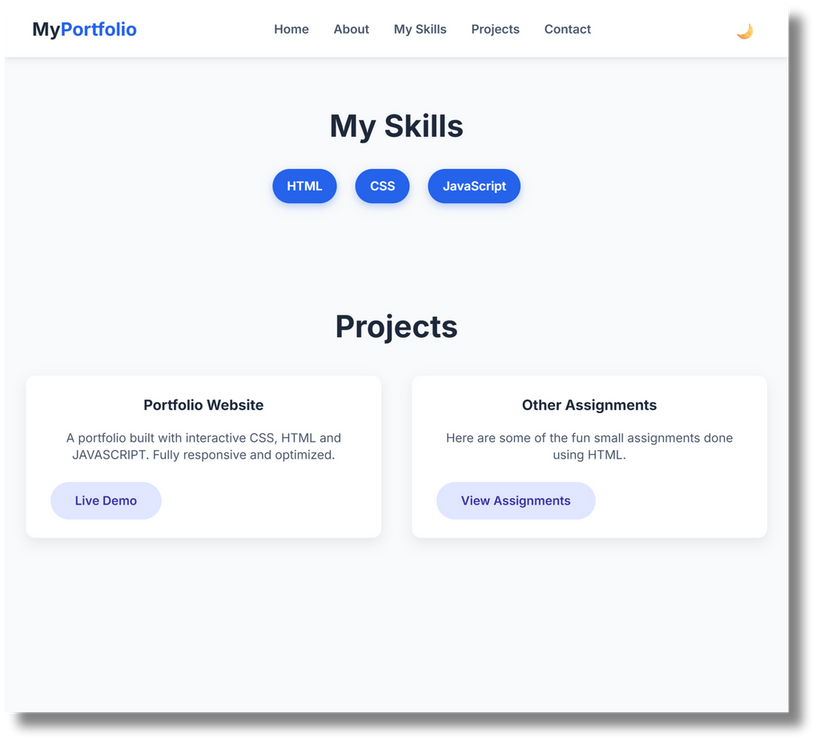 MyPortfolio
Home About My Skills Projects Contact
My Skills
HTML CSS JavaScript
Projects
Portfolio Website
A portfolio built with interactive CSS, HTML and
JAVASCRIPT. Fully responsive and optimized.
Live Demo
Other Assignments
Here are some of the fun small assignments done
using HTML.
View Assignments